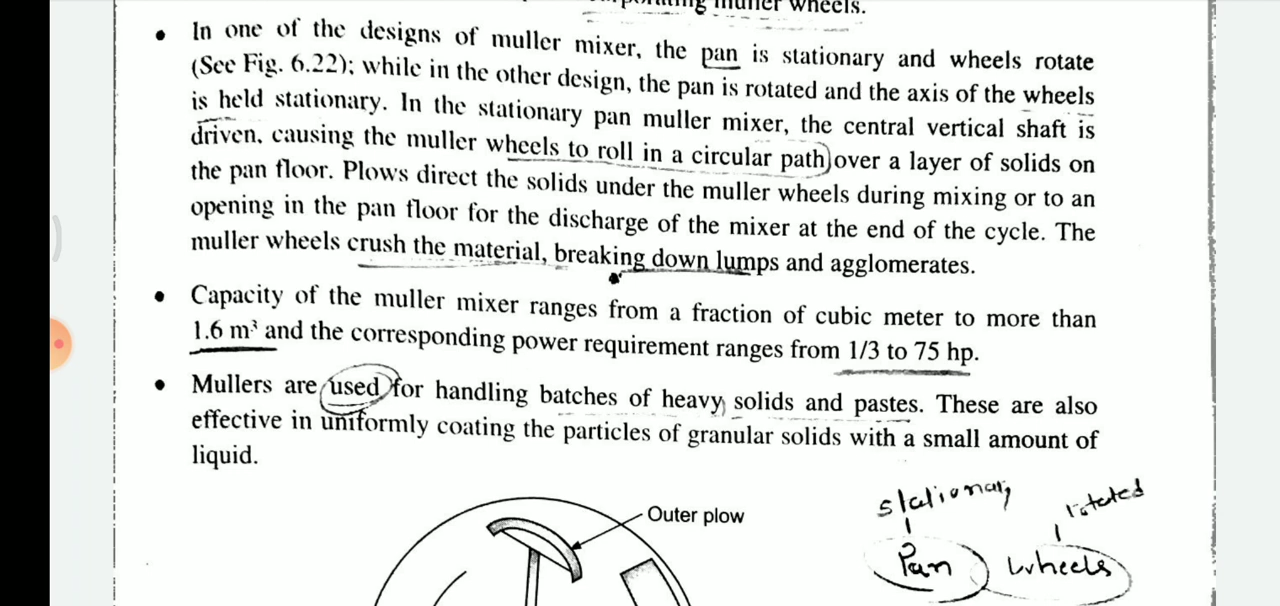 muller wheels.
• In one of the designs of muller mixer, the pan is stationary and wheels rotate
(See Fig. 6.22); while in the other design, the pan is rotated and the axis of the wheels
is held stationary. In the stationary pan muller mixer, the central vertical shaft is
driven, causing the muller wheels to roll in a circular path over a layer of solids on
the pan floor. Plows direct the solids under the muller wheels during mixing or to an
opening in the pan floor for the discharge of the mixer at the end of the cycle. The
muller wheels crush the material, breaking down lumps and agglomerates.
• Capacity of the muller mixer ranges from a fraction of cubic meter to more than
1.6 m³ and the corresponding power requirement ranges from 1/3 to 75 hp.
• Mullers are used for handling batches of heavy solids and pastes. These are also
effective in uniformly coating the particles of granular solids with a small amount of
liquid.
Outer plow
stationary
rotated
Pan
wheels